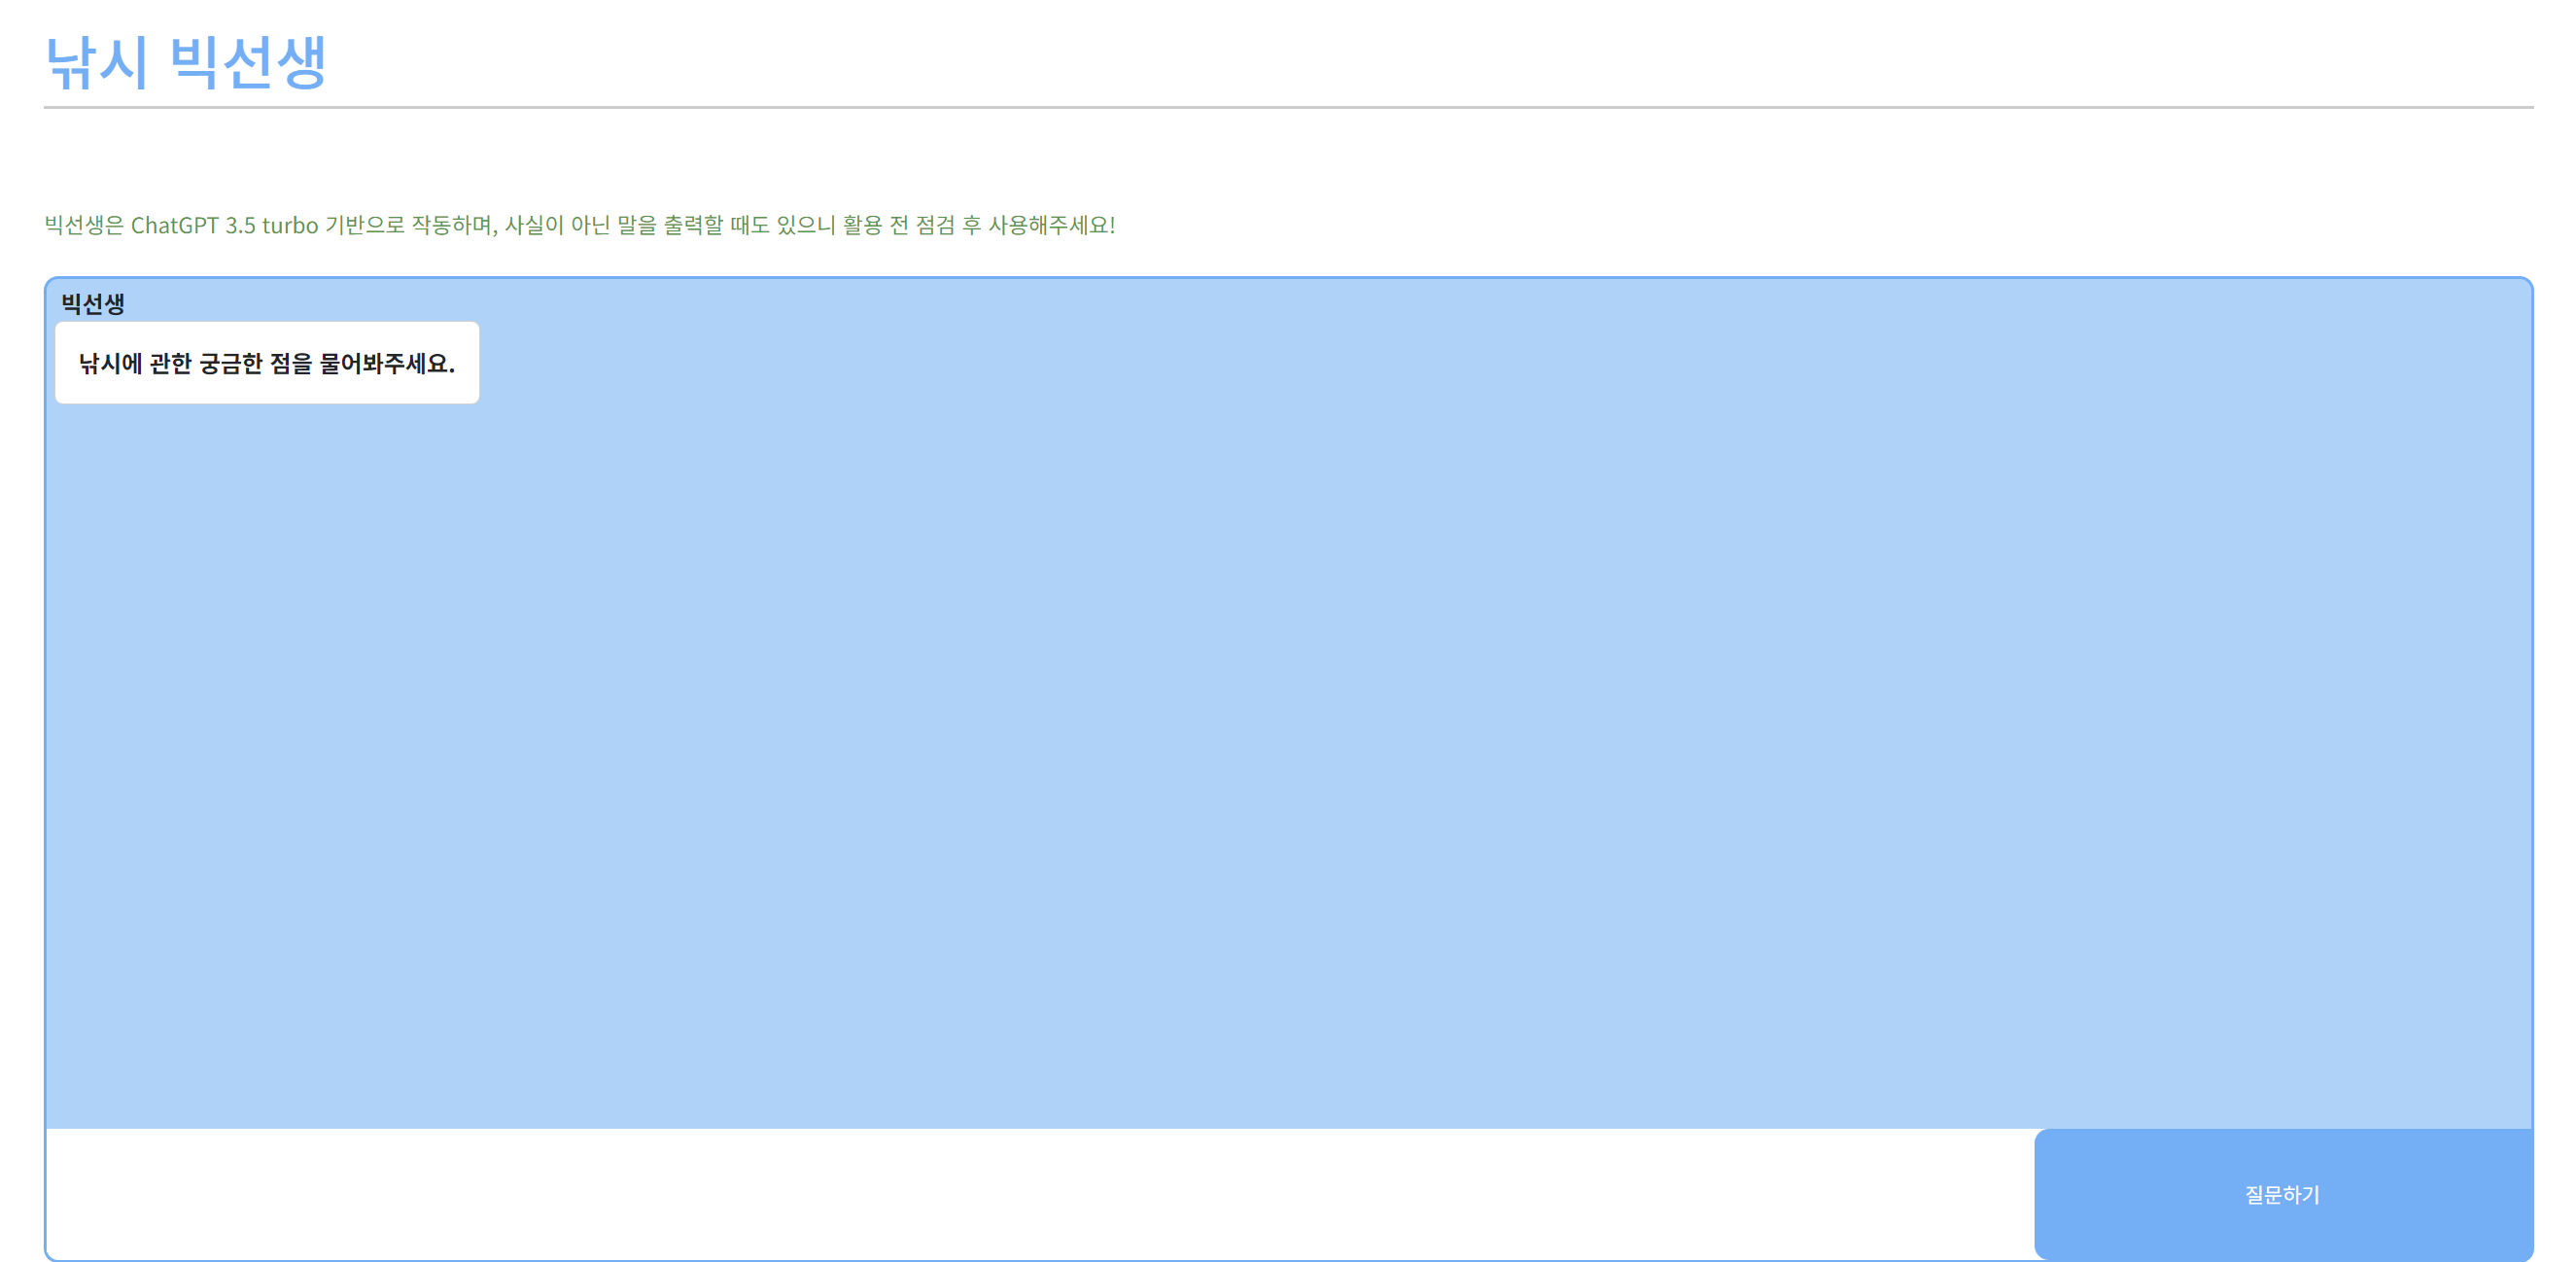 낚시 빅선생
빅선생은 ChatGPT 3.5 turbo 기반으로 작동하며, 사실이 아닌 말을 출력할 때도 있으니 활용 전 점검 후 사용해주세요!
빅선생
낚시에 관한 궁금한 점을 물어봐주세요.
질문하기